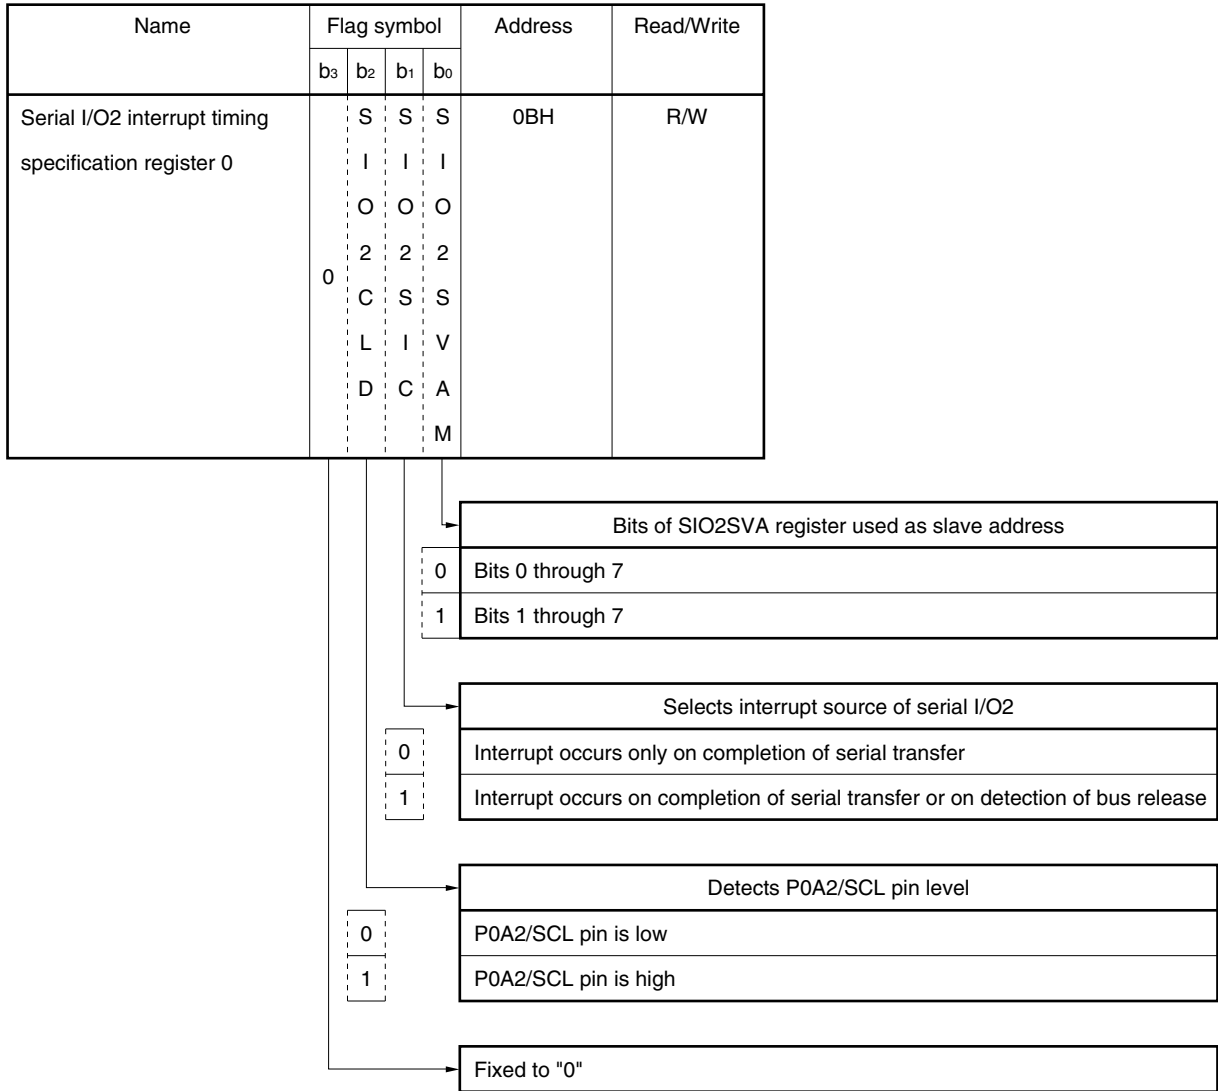 Name Flag symbol Address Read/Write
b3 b2 b1 b0
Serial I/O2 interrupt timing S S S 0BH R/W
specification register 0 I I I
O O O
2 2 2
0
C S S
L I V
D C A
M
Bits of SIO2SVA register used as slave address
0 Bits 0 through 7
1 Bits 1 through 7
Selects interrupt source of serial I/O2
0 Interrupt occurs only on completion of serial transfer
1 Interrupt occurs on completion of serial transfer or on detection of bus release
Detects P0A2/SCL pin level
0 P0A2/SCL pin is low
1 P0A2/SCL pin is high
Fixed to "0"